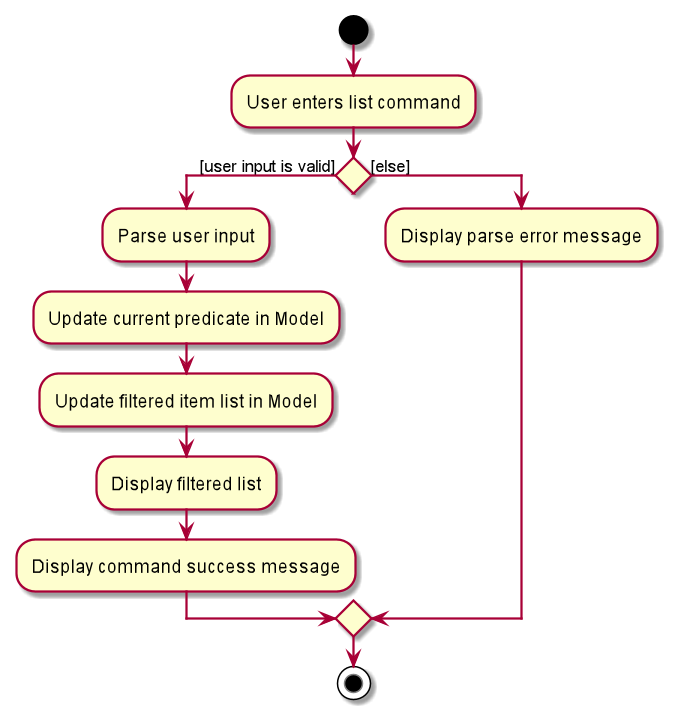 User enters list command
[user input is valid]
[else]
Parse user input
Display parse error message
Update current predicate in Model
Update filtered item list in Model
Display filtered list
Display command success message